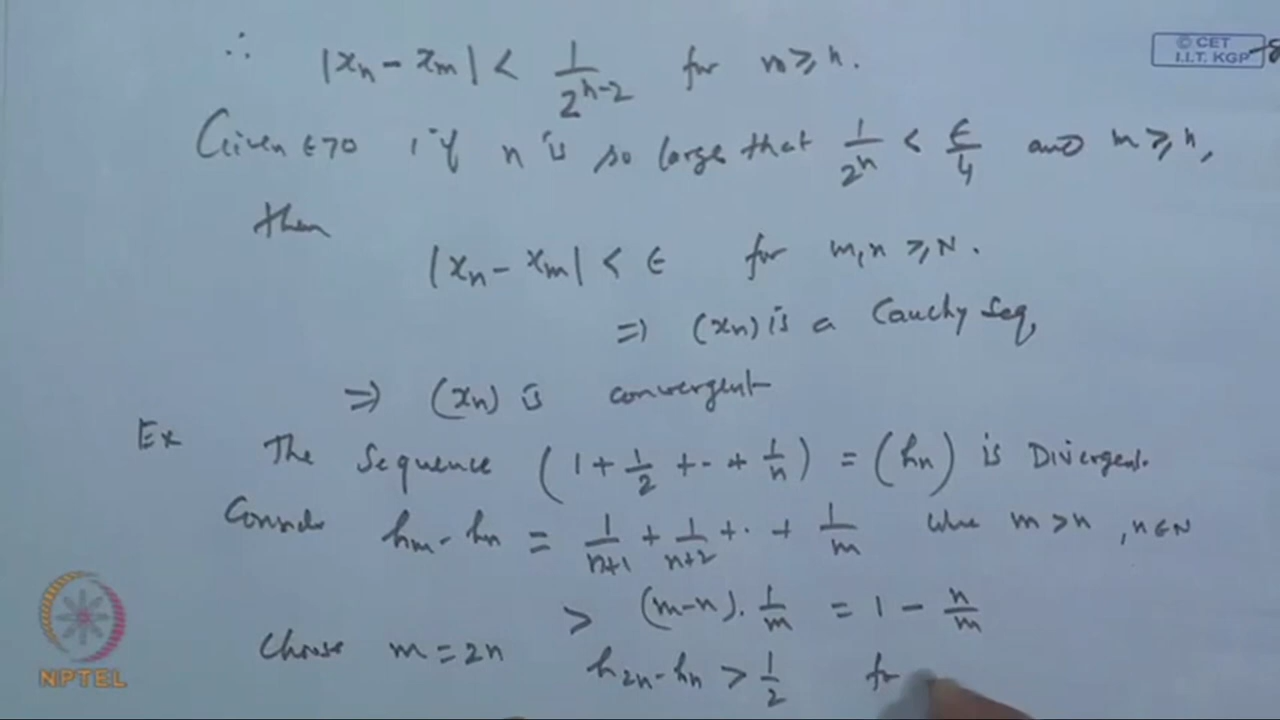 © CET
I.I.T. KGP
∴ |xn - xm| < 1/2^(n-2) for m ≥ n.
Given ε>0 if n is so large that 1/2^n < ε/4 and m ≥ n,
then
|xn - xm| < ε for m,n ≥ N.
⇒ (xn) is a Cauchy Seq,
⇒ (xn) is convergent
Ex The Sequence (1 + 1/2 + - + 1/n) = (hn) is Divergent.
Consider hm - hn = 1/(n+1) + 1/(n+2) + . + 1/m where m > n, n ∈ N
> (m-n). 1/m = 1 - n/m
Choose m = 2n h2n - hn > 1/2 for
NPTEL